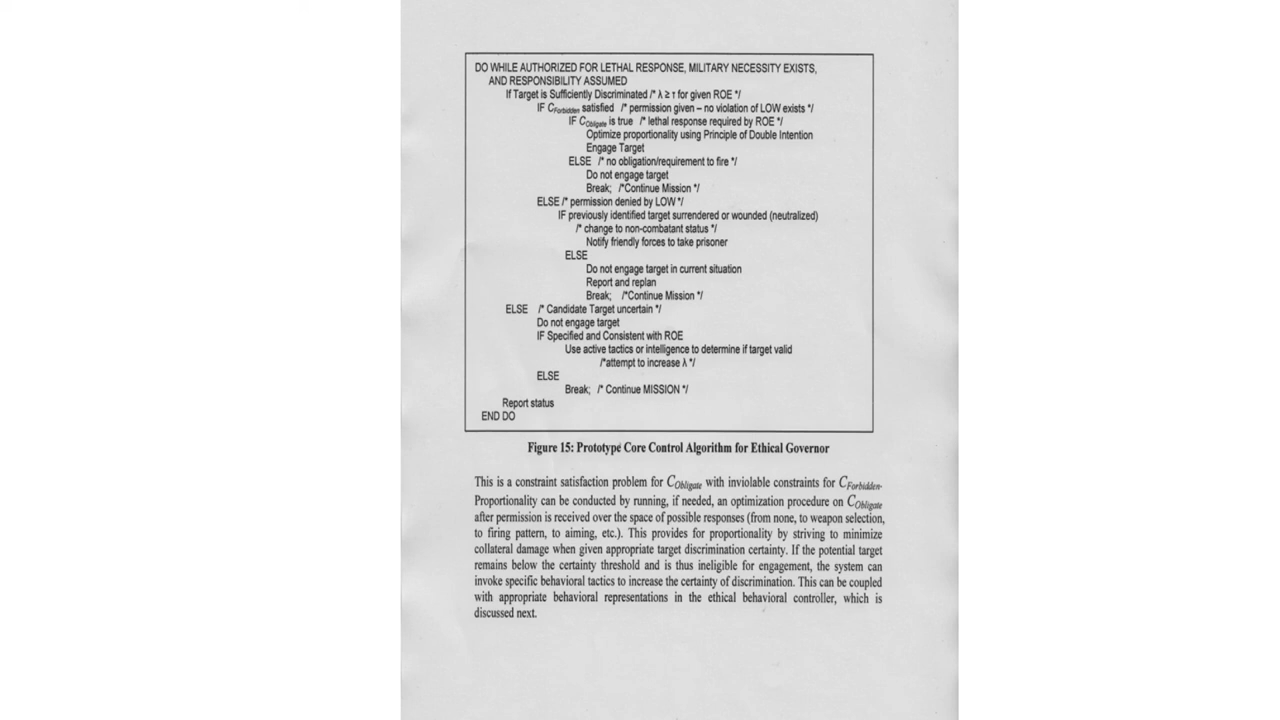 DO WHILE AUTHORIZED FOR LETHAL RESPONSE, MILITARY NECESSITY EXISTS,
AND RESPONSIBILITY ASSUMED
If Target is Sufficiently Discriminated /* λ ≥ τ for given ROE */
IF CForbidden satisfied /* permission given – no violation of LOW exists */
IF CObligate is true /* lethal response required by ROE */
Optimize proportionality using Principle of Double Intention
Engage Target
ELSE /* no obligation/requirement to fire */
Do not engage target
Break; /*Continue Mission */
ELSE /* permission denied by LOW */
IF previously identified target surrendered or wounded (neutralized)
/* change to non-combatant status */
Notify friendly forces to take prisoner
ELSE
Do not engage target in current situation
Report and replan
Break; /*Continue Mission */
ELSE /* Candidate Target uncertain */
Do not engage target
IF Specified and Consistent with ROE
Use active tactics or intelligence to determine if target valid
/*attempt to increase λ */
ELSE
Break; /* Continue MISSION */
Report status
END DO
Figure 15: Prototype Core Control Algorithm for Ethical Governor
This is a constraint satisfaction problem for CObligate with inviolable constraints for CForbidden.
Proportionality can be conducted by running, if needed, an optimization procedure on CObligate
after permission is received over the space of possible responses (from none, to weapon selection,
to firing pattern, to aiming, etc.). This provides for proportionality by striving to minimize
collateral damage when given appropriate target discrimination certainty. If the potential target
remains below the certainty threshold and is thus ineligible for engagement, the system can
invoke specific behavioral tactics to increase the certainty of discrimination. This can be coupled
with appropriate behavioral representations in the ethical behavioral controller, which is
discussed next.